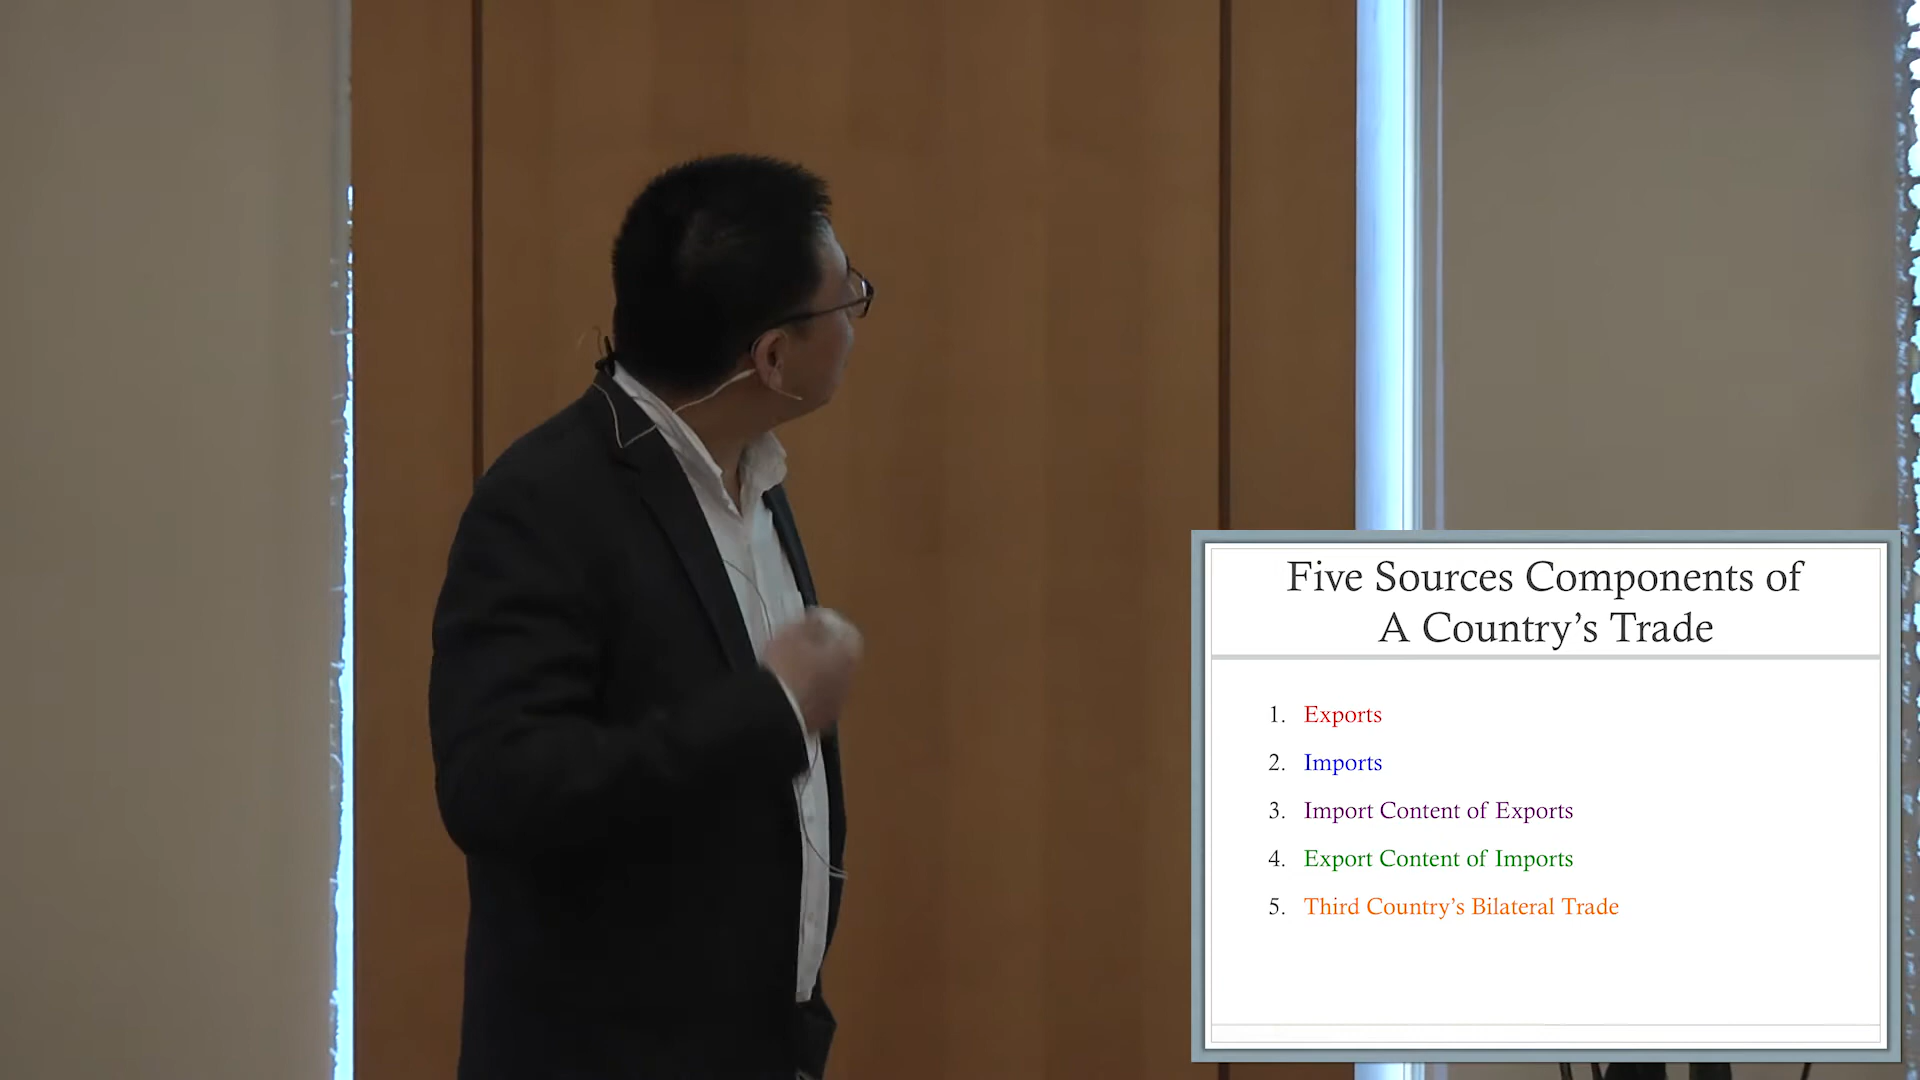 Five Sources Components of
A Country’s Trade
1. Exports
2. Imports
3. Import Content of Exports
4. Export Content of Imports
5. Third Country’s Bilateral Trade